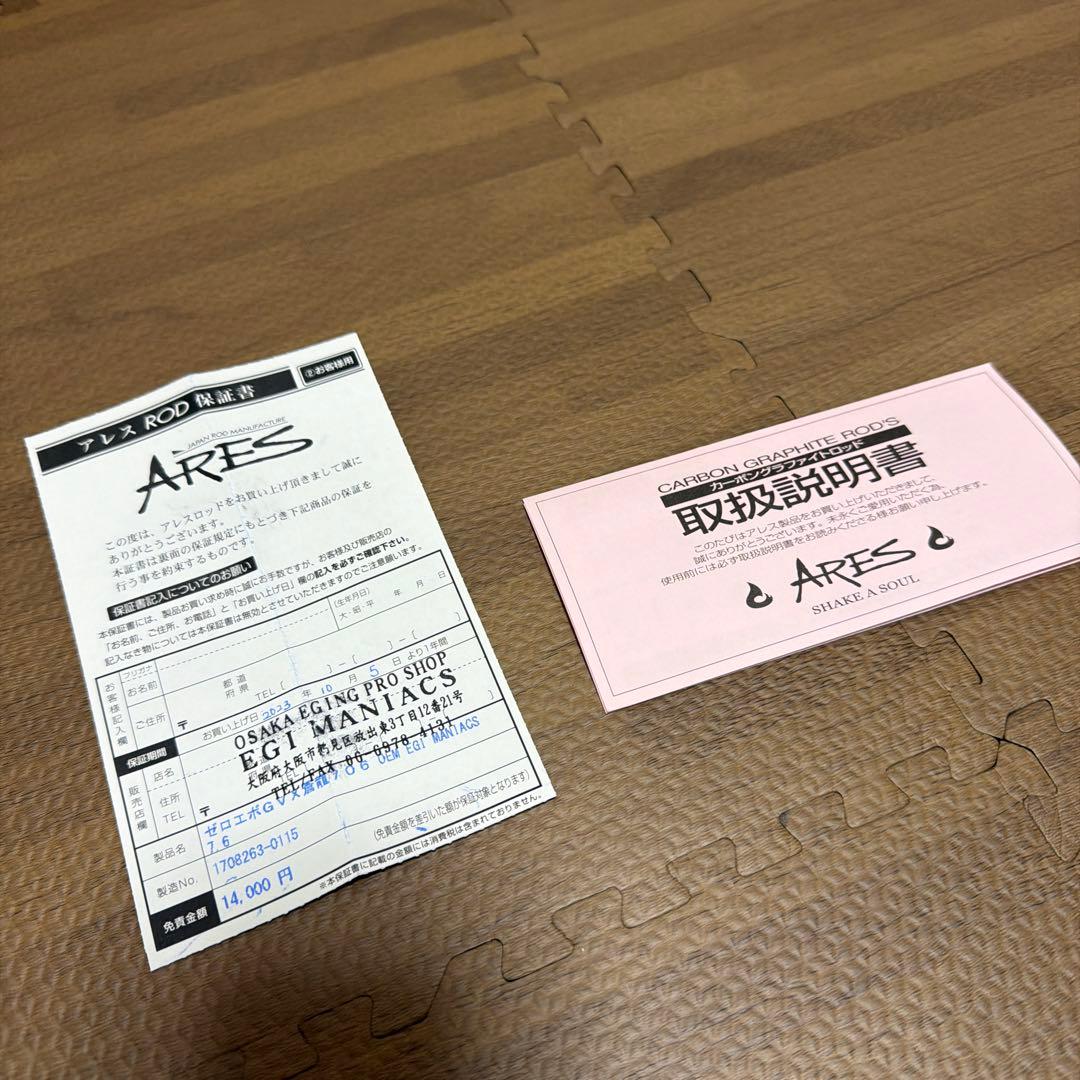 アレス ROD 保証書
②お客様用
JAPAN ROD MANUFACTURE
ARES
この度は、アレスロッドをお買い上げ頂きまして誠に
ありがとうございます。
本証書は裏面の保証規定にもとづき下記商品の保証を
行う事を約束するものです。
保証書記入についてのお願い
本保証書には、製品お買い求め時に誠にお手数ですが、お客様及び販売店の
「お名前、ご住所、お電話」と「お買い上げ日」欄の記入を必ずご確認下さい。
記入なき物については本保証書は無効とさせていただきますのでご注意願います。
お客様記入欄
フリガナ
お名前
(生年月日)
大・昭・平 年 月 日
ご住所
〒
都道
府県
TEL( )-( )-( )
保証期間
お買い上げ日 2023 年 10 月 5 日 より1年間
販売店欄
店名
住所
TEL
〒
OSAKA EGING PRO SHOP
EGI MANIACS
大阪府大阪市鶴見区放出東3丁目12番21号
TEL/FAX 06-6978-4131
製品名
ゼロエボGVX蒼龍706 OEM EGI MANIACS
76
製造No.
1708263-0115
免責金額
14,000 円
(免責金額を差引いた額が保証対象となります)
※本保証書に記載の金額には消費税は含まれておりません。
CARBON GRAPHITE ROD'S
カーボングラファイトロッド
取扱説明書
このたびはアレス製品をお買い上げいただきまして、
誠にありがとうございます。末永くご愛用いただく為、
使用前には必ず取扱説明書をお読みくださる様お願い申し上げます。
ARES
SHAKE A SOUL